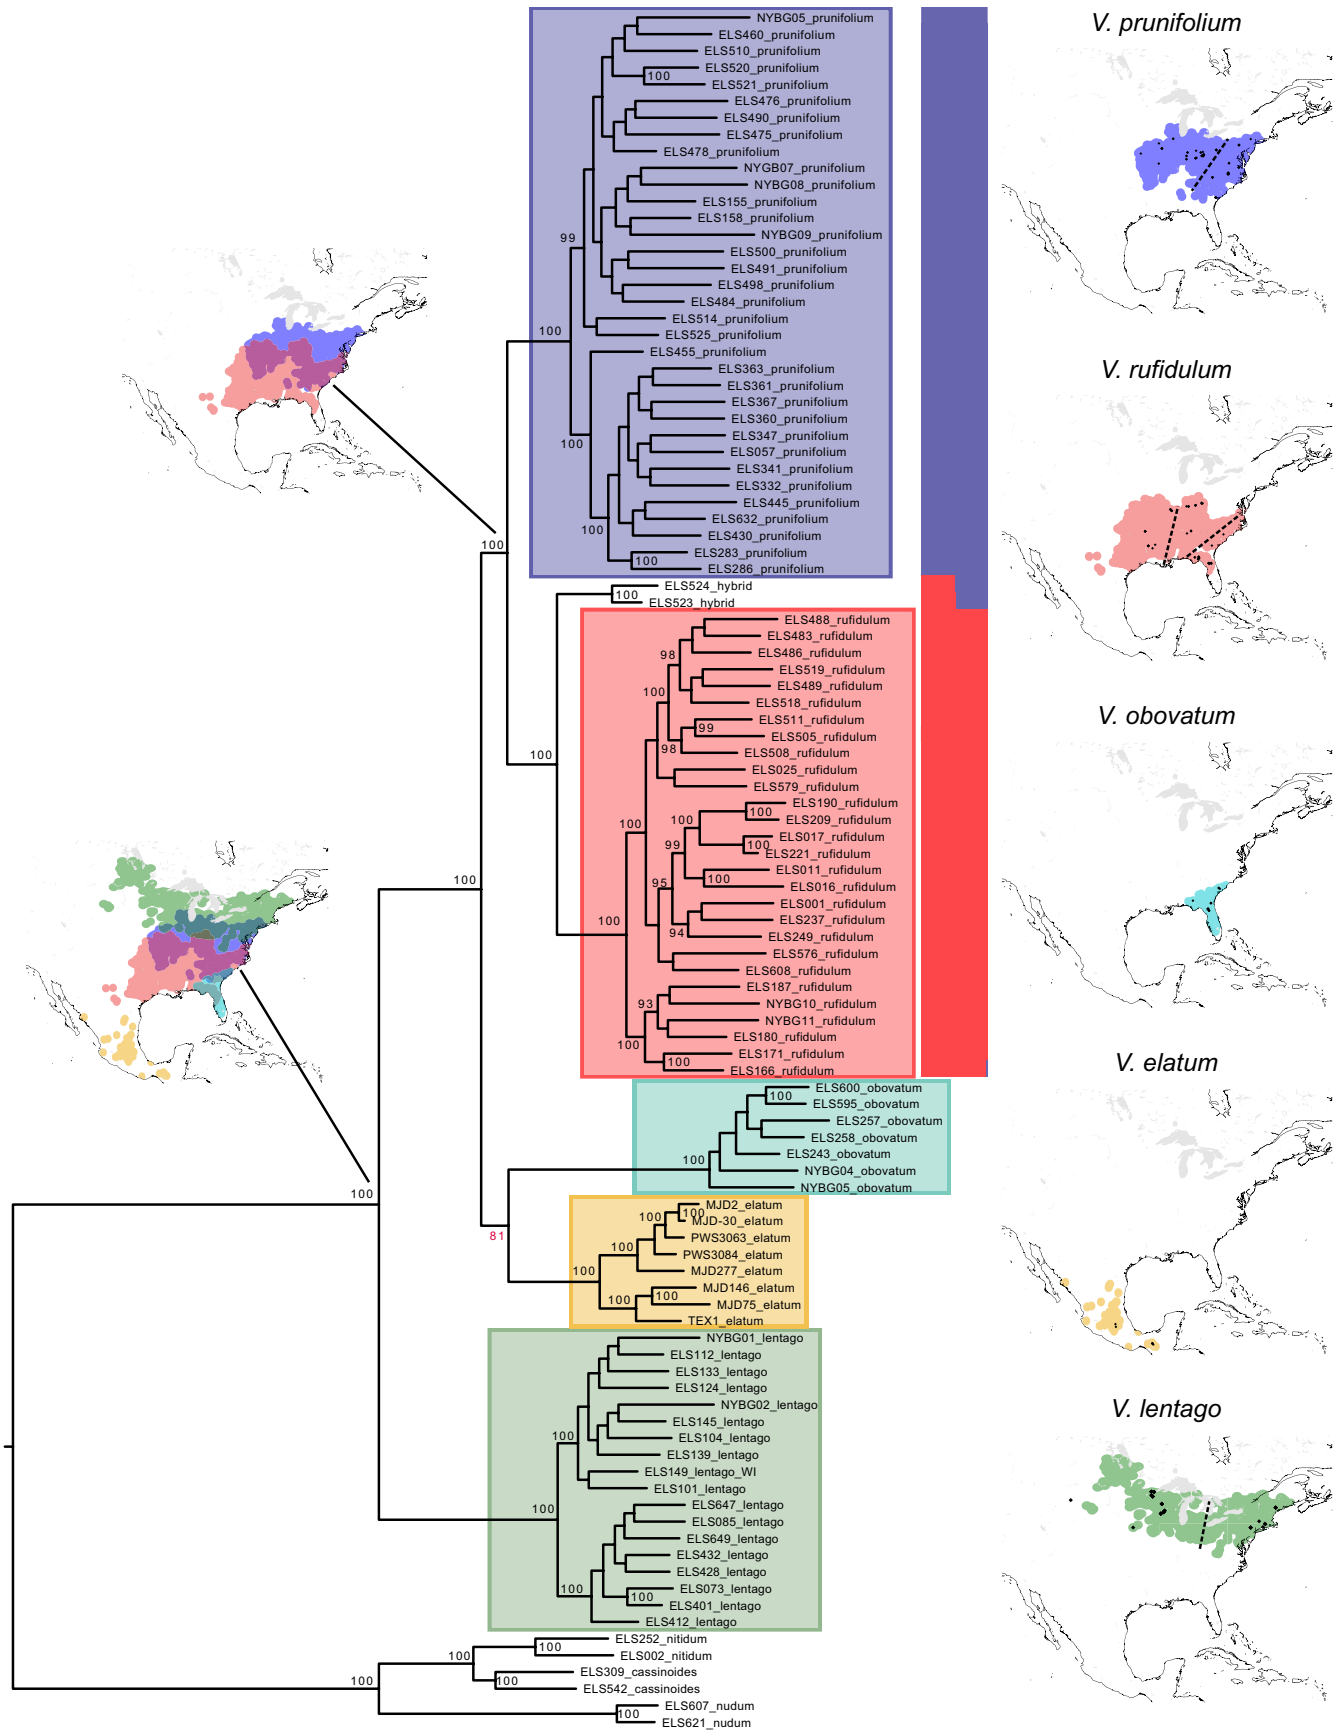 V. prunifolium
V. rufidulum
V. obovatum
V. elatum
V. lentago
NYBG05_prunifolium
ELS460_prunifolium
ELS510_prunifolium
ELS520_prunifolium
100
ELS521_prunifolium
ELS476_prunifolium
ELS490_prunifolium
ELS475_prunifolium
ELS478_prunifolium
NYGB07_prunifolium
NYBG08_prunifolium
ELS155_prunifolium
ELS158_prunifolium
NYBG09_prunifolium
99
ELS500_prunifolium
ELS491_prunifolium
ELS498_prunifolium
ELS484_prunifolium
ELS514_prunifolium
100
ELS525_prunifolium
ELS455_prunifolium
ELS363_prunifolium
ELS361_prunifolium
ELS367_prunifolium
ELS360_prunifolium
ELS347_prunifolium
100
ELS057_prunifolium
ELS341_prunifolium
ELS332_prunifolium
ELS445_prunifolium
ELS632_prunifolium
100
ELS430_prunifolium
100
ELS283_prunifolium
100
ELS286_prunifolium
ELS524_hybrid
100
ELS523_hybrid
ELS488_rufidulum
ELS483_rufidulum
98
ELS486_rufidulum
ELS519_rufidulum
100
ELS489_rufidulum
ELS518_rufidulum
ELS511_rufidulum
99
ELS505_rufidulum
98
ELS508_rufidulum
100
ELS025_rufidulum
ELS579_rufidulum
ELS190_rufidulum
100
100
ELS209_rufidulum
100
ELS017_rufidulum
99
100
ELS221_rufidulum
ELS011_rufidulum
100
95
100
ELS016_rufidulum
ELS001_rufidulum
100
ELS237_rufidulum
94
ELS249_rufidulum
ELS576_rufidulum
ELS608_rufidulum
ELS187_rufidulum
93
NYBG10_rufidulum
NYBG11_rufidulum
100
ELS180_rufidulum
ELS171_rufidulum
100
ELS166_rufidulum
ELS600_obovatum
100
ELS595_obovatum
ELS257_obovatum
ELS258_obovatum
ELS243_obovatum
100
NYBG04_obovatum
NYBG05_obovatum
100
MJD2_elatum
100
100
MJD-30_elatum
81
PWS3063_elatum
100
PWS3084_elatum
100
MJD277_elatum
MJD146_elatum
100
100
MJD75_elatum
TEX1_elatum
NYBG01_lentago
ELS112_lentago
ELS133_lentago
ELS124_lentago
NYBG02_lentago
ELS145_lentago
100
ELS104_lentago
ELS139_lentago
ELS149_lentago_WI
ELS101_lentago
100
ELS647_lentago
ELS085_lentago
ELS649_lentago
ELS432_lentago
ELS428_lentago
100
ELS073_lentago
100
ELS401_lentago
ELS412_lentago
ELS252_nitidum
100
100
ELS002_nitidum
ELS309_cassinoides
100
100
ELS542_cassinoides
ELS607_nudum
100
ELS621_nudum